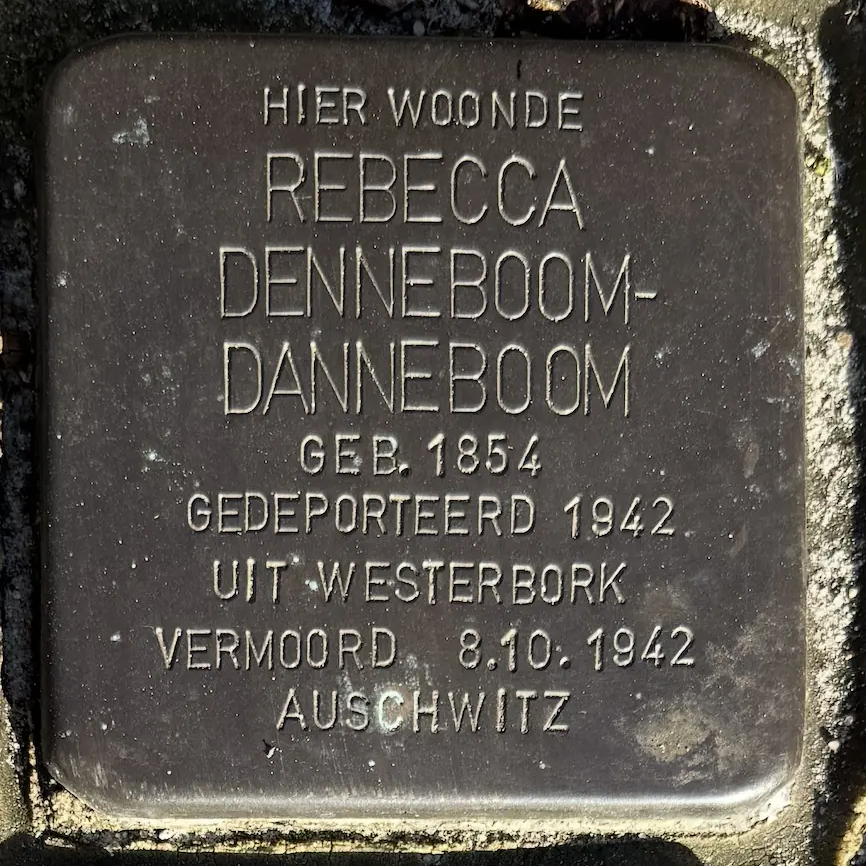 HIER WOONDE
REBECCA
DENNEBOOM-
DANNEBOOM
GEB. 1854
GEDEPORTEERD 1942
UIT WESTERBORK
VERMOORD 8.10. 1942
AUSCHWITZ